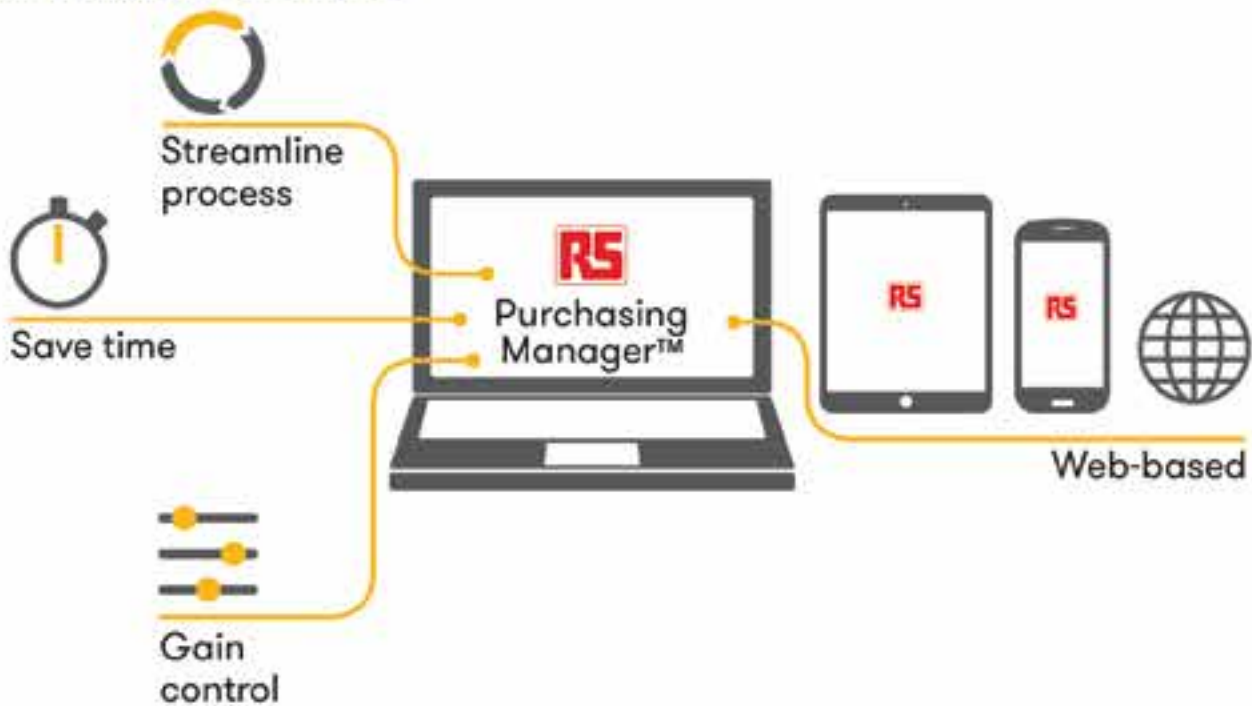 Streamline
process
Save time
RS
Purchasing
Manager™
RS
RS
Web-based
Gain
control